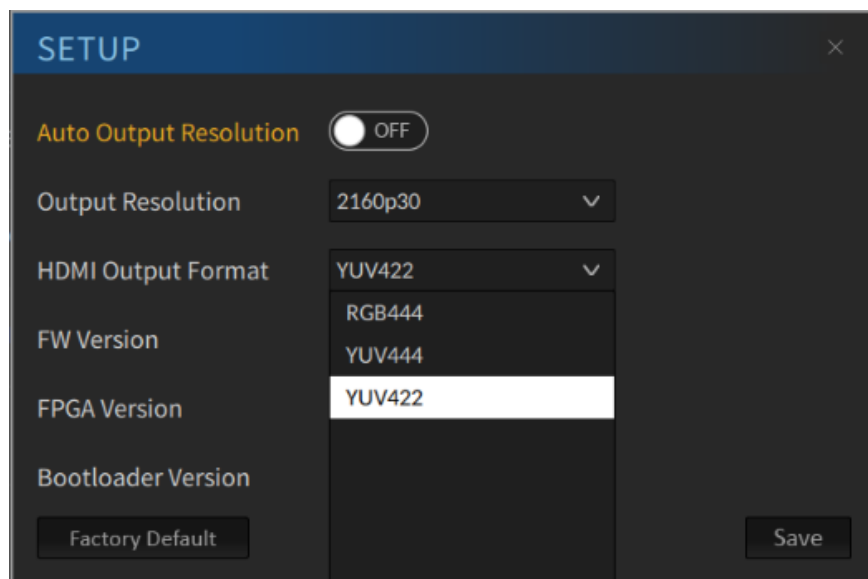 SETUP
Auto Output Resolution OFF
Output Resolution 2160p30
HDMI Output Format YUV422
RGB444
FW Version
YUV444
YUV422
FPGA Version
Bootloader Version
Factory Default Save